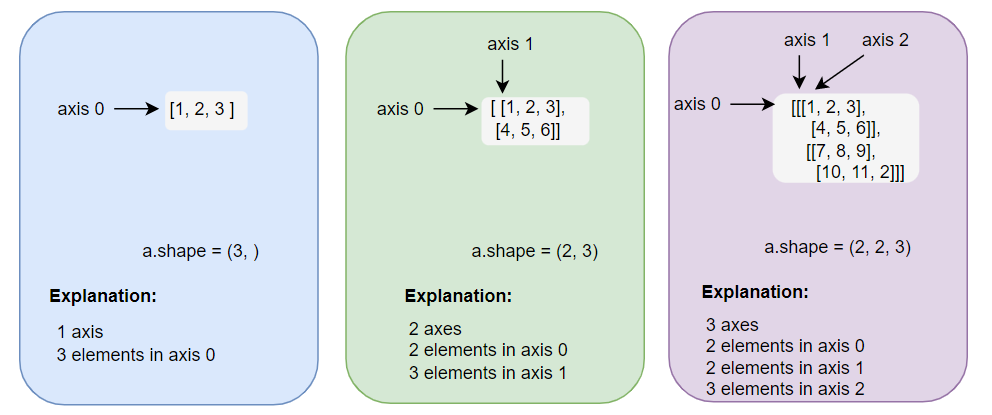 axis 0
[1, 2, 3 ]
a.shape = (3, )
Explanation:
1 axis
3 elements in axis 0
axis 1
axis 0
[ [1, 2, 3],
[4, 5, 6]]
a.shape = (2, 3)
Explanation:
2 axes
2 elements in axis 0
3 elements in axis 1
axis 1
axis 2
axis 0
[[[1, 2, 3],
[4, 5, 6]],
[[7, 8, 9],
[10, 11, 2]]]
a.shape = (2, 2, 3)
Explanation:
3 axes
2 elements in axis 0
2 elements in axis 1
3 elements in axis 2